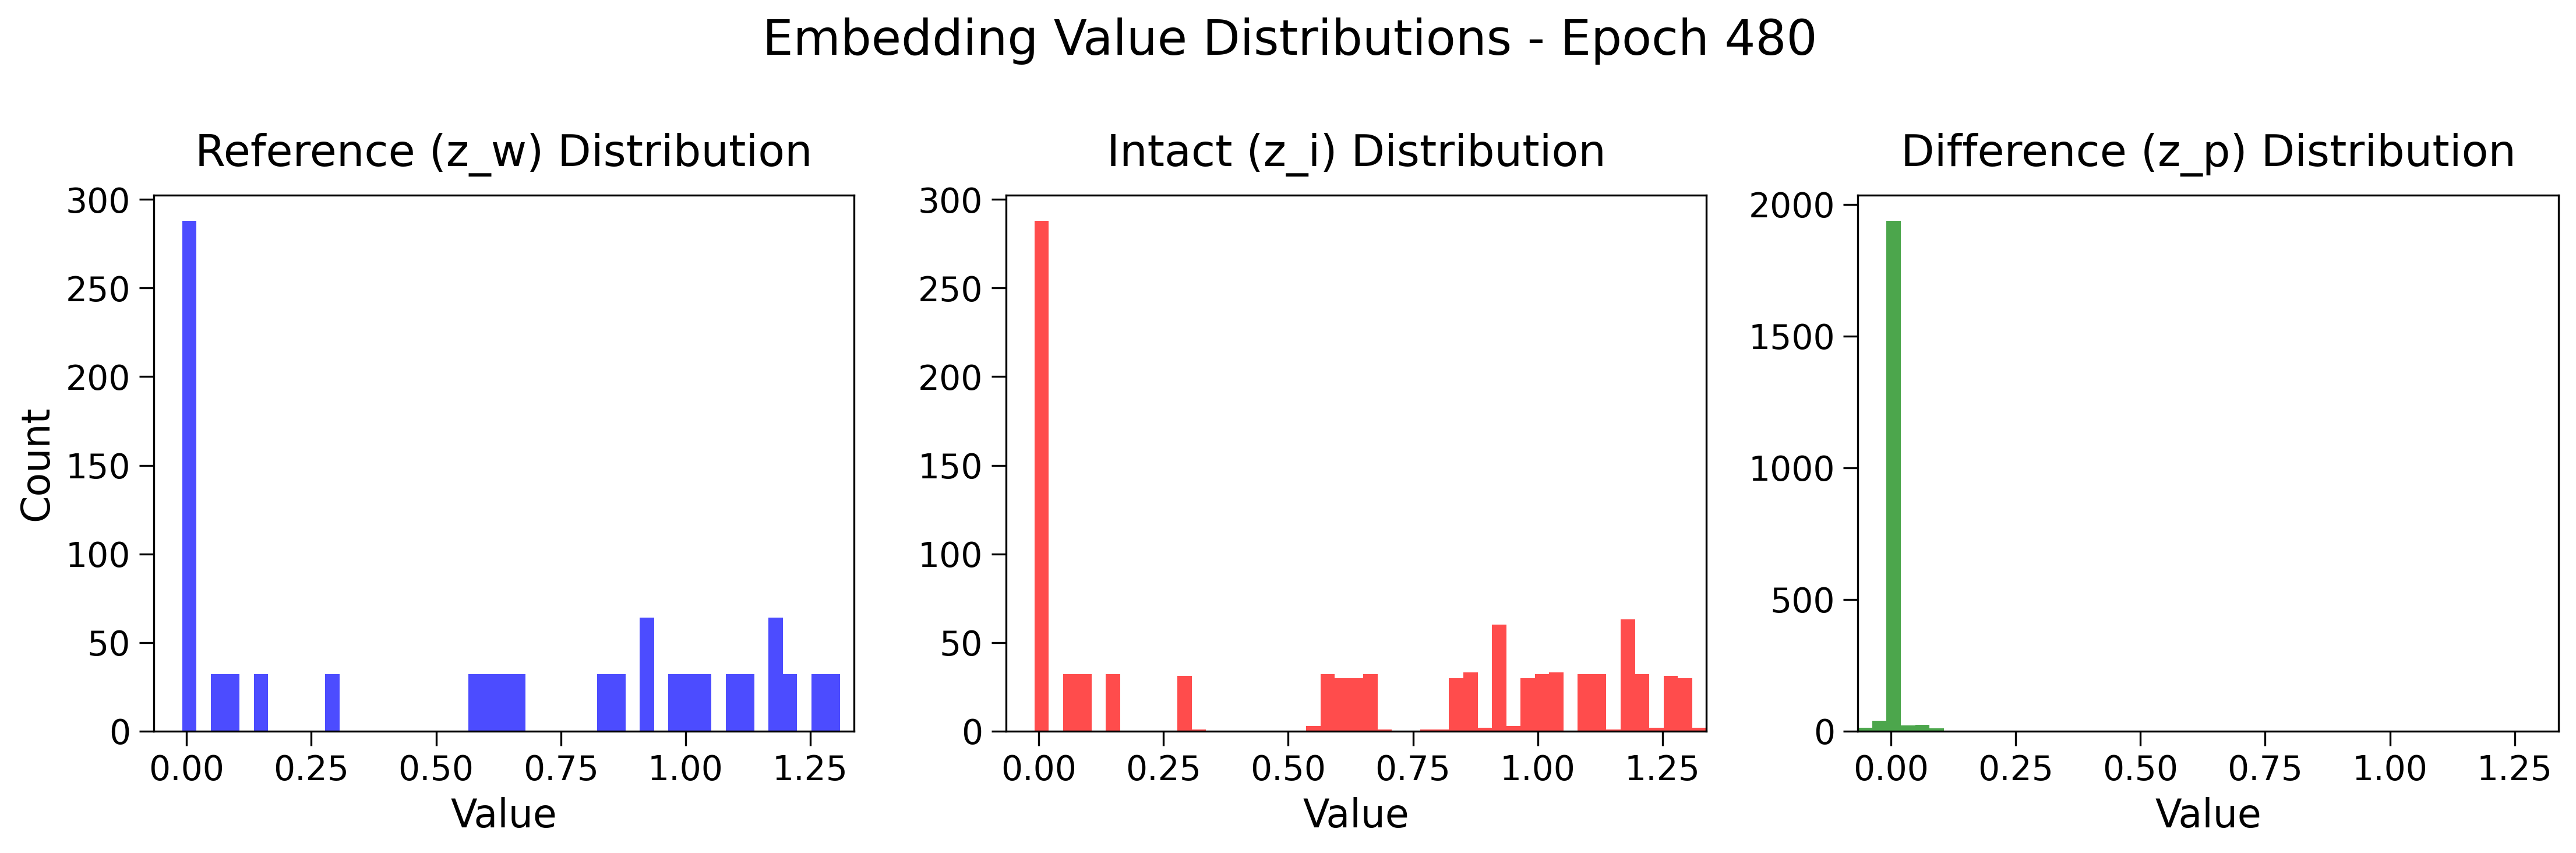 Embedding Value Distributions - Epoch 480
Reference (z_w) Distribution
300
250
200
150
100
50
0
Count
0.00 0.25 0.50 0.75 1.00 1.25
Value
Intact (z_i) Distribution
300
250
200
150
100
50
0
0.00 0.25 0.50 0.75 1.00 1.25
Value
Difference (z_p) Distribution
2000
1500
1000
500
0
0.00 0.25 0.50 0.75 1.00 1.25
Value